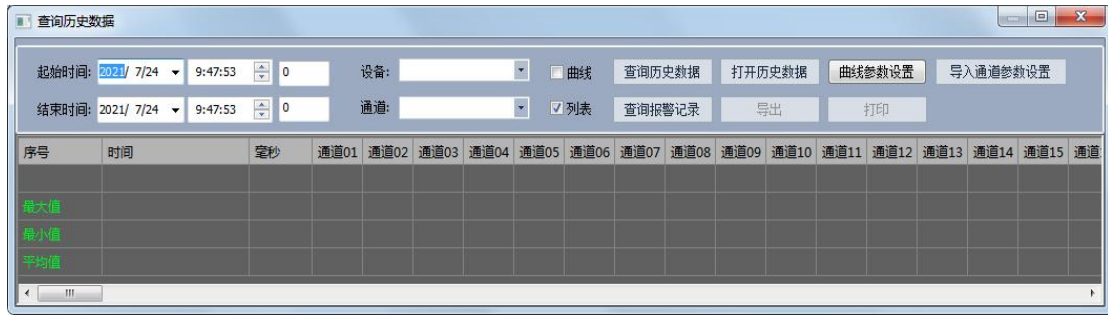 查询历史数据
起始时间: 2021/ 7/24 9:47:53 0 设备: 曲线 查询历史数据 打开历史数据 曲线参数设置 导入通道参数设置
结束时间: 2021/ 7/24 9:47:53 0 通道: 列表 查询报警记录 导出 打印
序号 时间 毫秒 通道01 通道02 通道03 通道04 通道05 通道06 通道07 通道08 通道09 通道10 通道11 通道12 通道13 通道14 通道15 通道
最大值
最小值
平均值